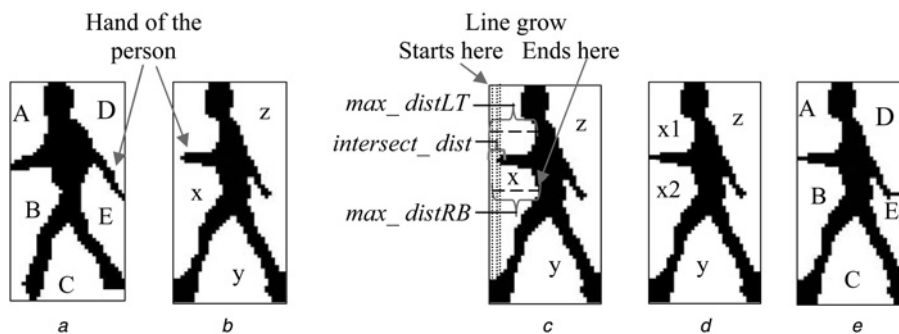 Hand of the
person
Line grow
Starts here Ends here
A D
z
max_distLT
intersect_dist
x
max_distRB
z
x1
x2
z
A D
B E
C
x
y
y
y
B E
C
a b c d e